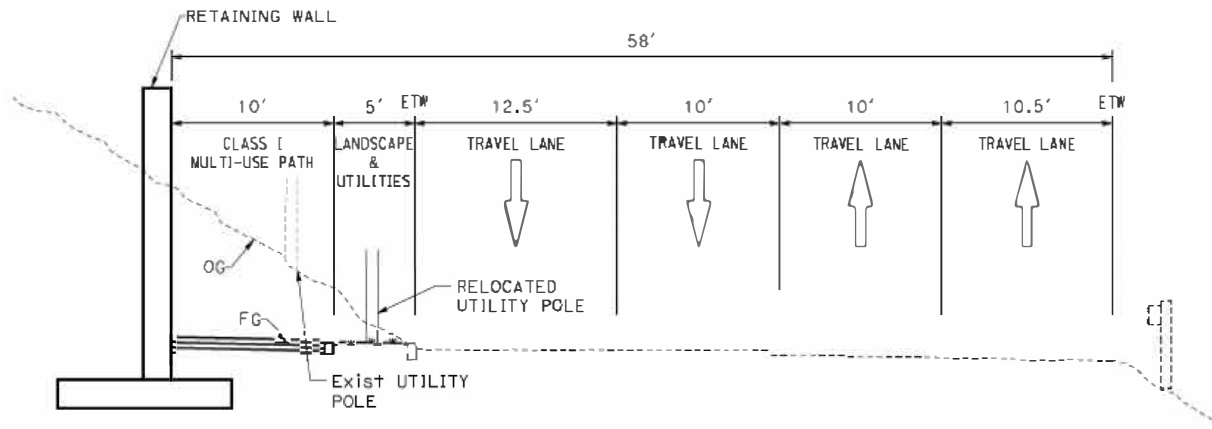 RETAINING WALL
58'
10'
5'
ETW
12.5'
10'
10'
10.5'
ETW
CLASS I
MULTI-USE PATH
LANDSCAPE
&
UTILITIES
TRAVEL LANE
TRAVEL LANE
TRAVEL LANE
TRAVEL LANE
OG
RELOCATED
UTILITY POLE
FG
Exist UTILITY
POLE